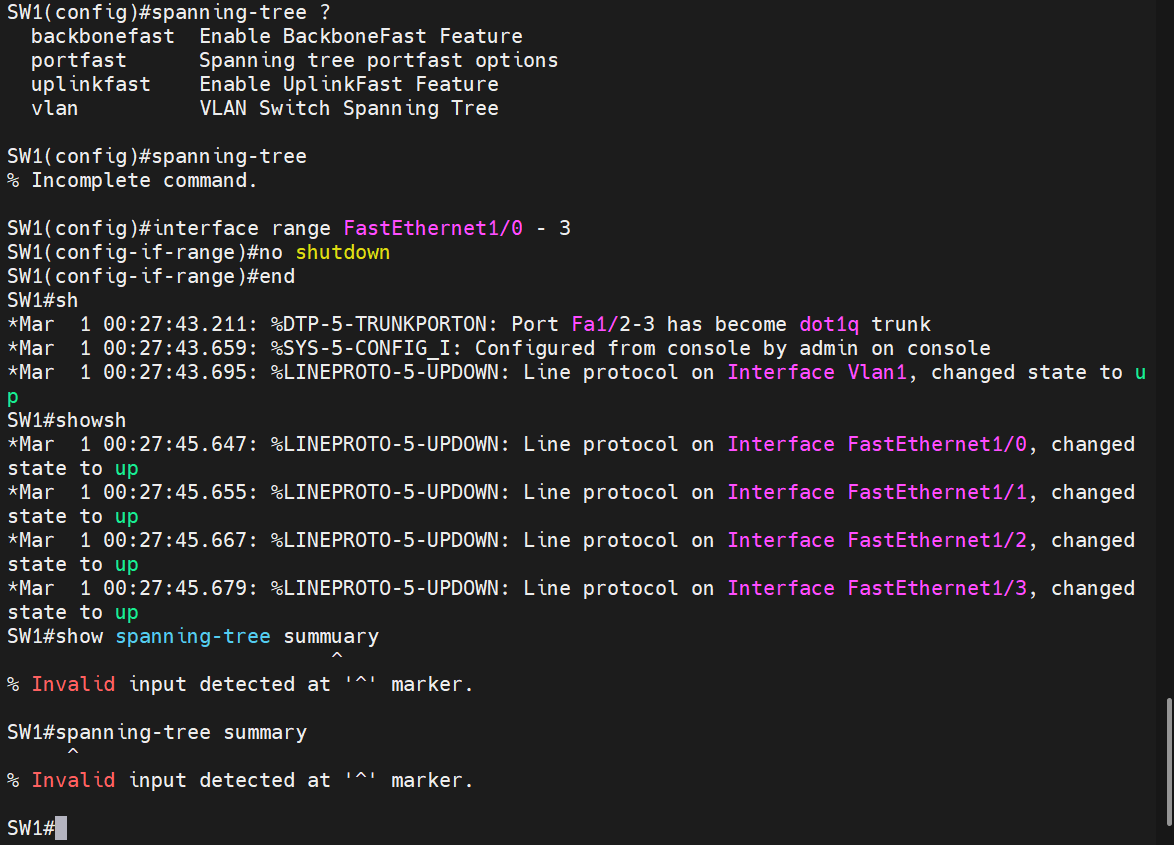 SW1(config)#spanning-tree ?
  backbonefast  Enable BackboneFast Feature
  portfast      Spanning tree portfast options
  uplinkfast    Enable UplinkFast Feature
  vlan          VLAN Switch Spanning Tree

SW1(config)#spanning-tree
% Incomplete command.

SW1(config)#interface range FastEthernet1/0 - 3
SW1(config-if-range)#no shutdown
SW1(config-if-range)#end
SW1#sh
*Mar  1 00:27:43.211: %DTP-5-TRUNKPORTON: Port Fa1/2-3 has become dot1q trunk
*Mar  1 00:27:43.659: %SYS-5-CONFIG_I: Configured from console by admin on console
*Mar  1 00:27:43.695: %LINEPROTO-5-UPDOWN: Line protocol on Interface Vlan1, changed state to u
p
SW1#showsh
*Mar  1 00:27:45.647: %LINEPROTO-5-UPDOWN: Line protocol on Interface FastEthernet1/0, changed
state to up
*Mar  1 00:27:45.655: %LINEPROTO-5-UPDOWN: Line protocol on Interface FastEthernet1/1, changed
state to up
*Mar  1 00:27:45.667: %LINEPROTO-5-UPDOWN: Line protocol on Interface FastEthernet1/2, changed
state to up
*Mar  1 00:27:45.679: %LINEPROTO-5-UPDOWN: Line protocol on Interface FastEthernet1/3, changed
state to up
SW1#show spanning-tree summuary
                           ^
% Invalid input detected at '^' marker.

SW1#spanning-tree summary
     ^
% Invalid input detected at '^' marker.

SW1#